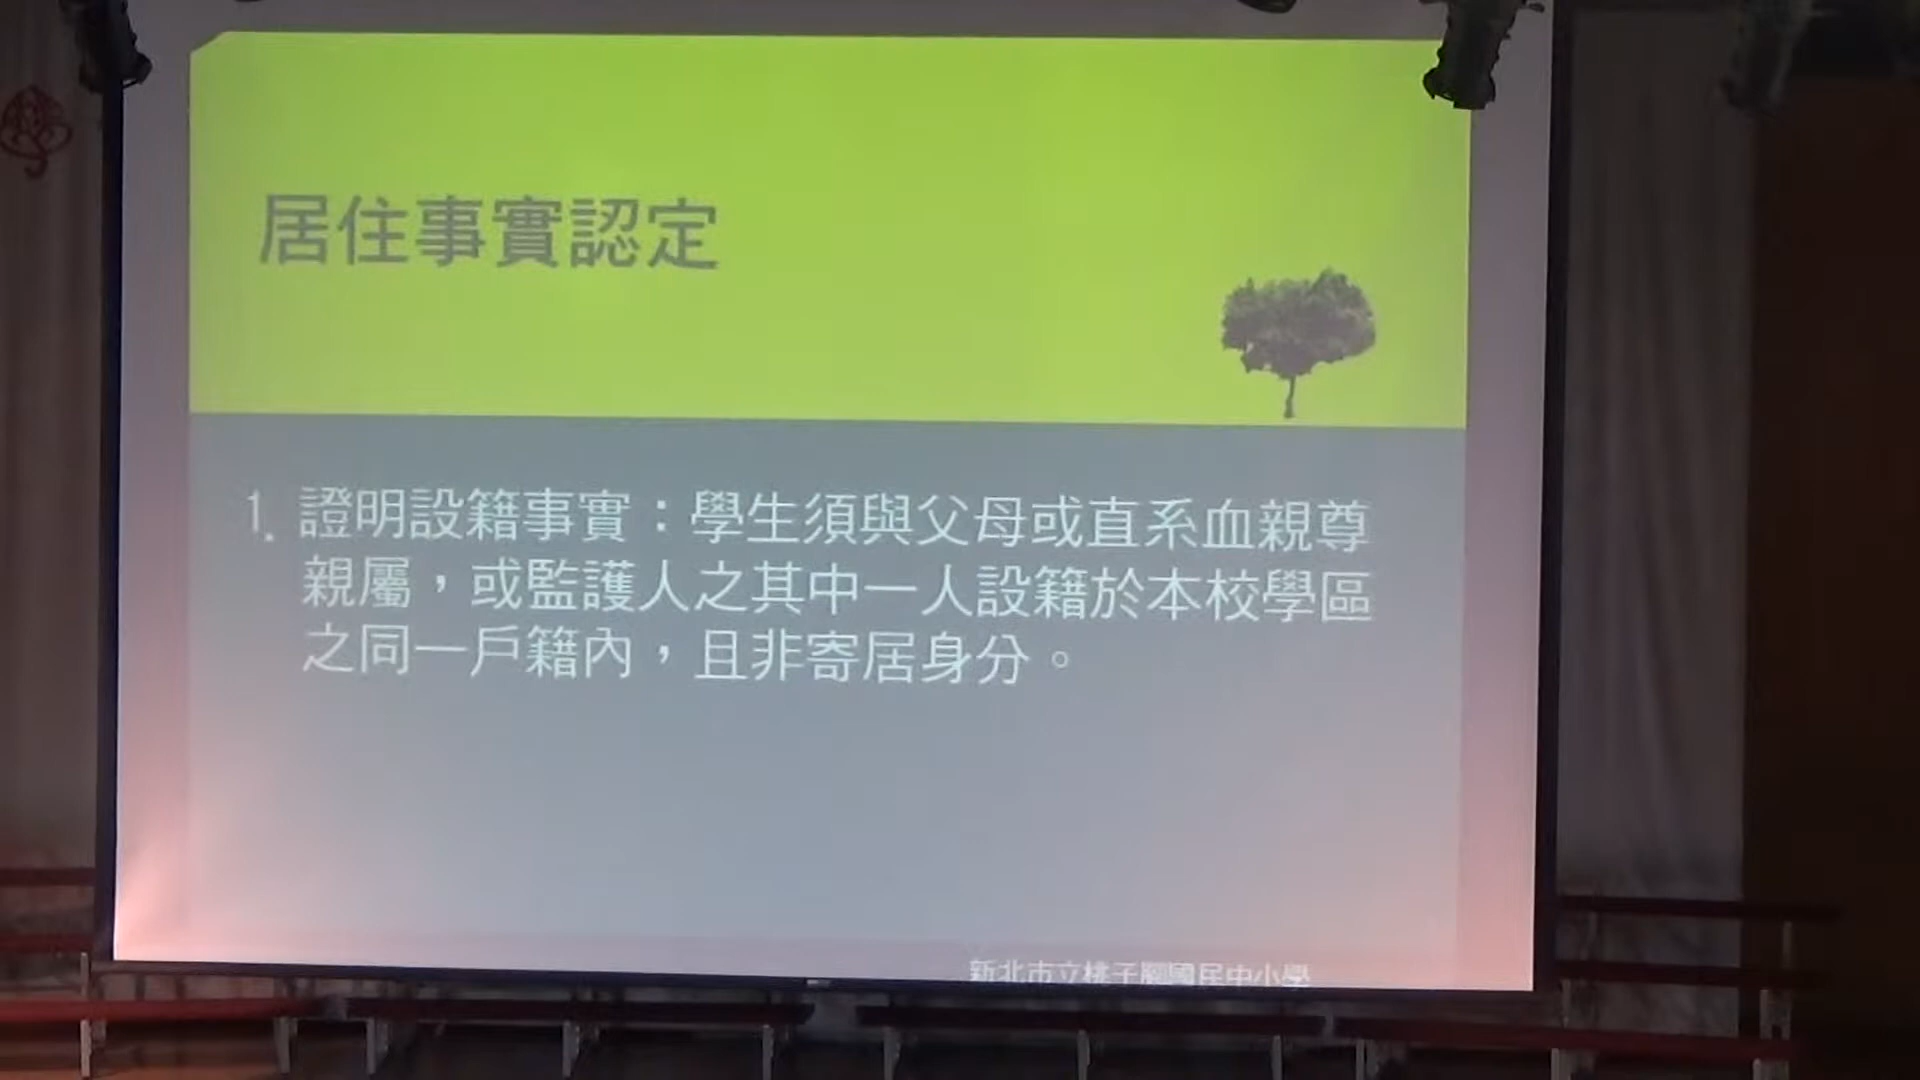 居住事實認定
1. 證明設籍事實：學生須與父母或直系血親尊
親屬，或監護人之其中一人設籍於本校學區
之同一戶籍內，且非寄居身分。
新北市立桃子腳國民中小學